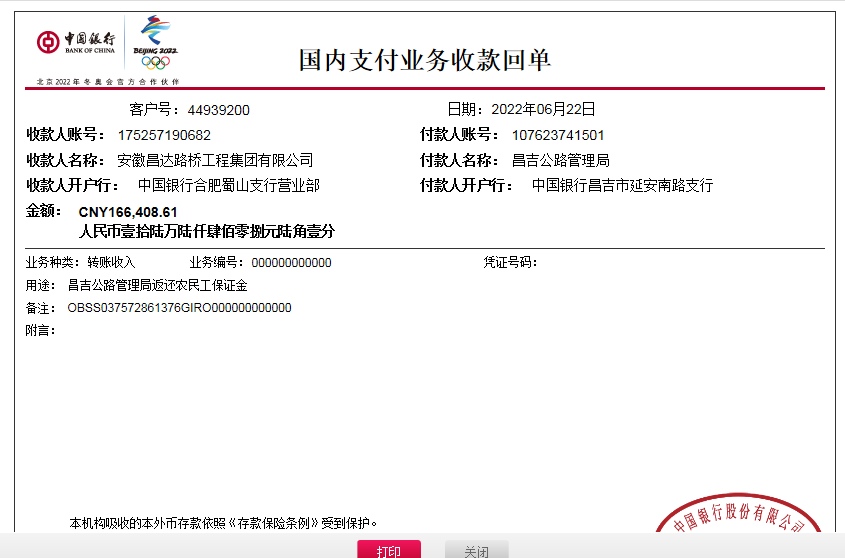 中国银行
BANK OF CHINA
BEIJING 2022
北京2022年冬奥会官方合作伙伴
国内支付业务收款回单
客户号：44939200 日期：2022年06月22日
收款人账号：175257190682 付款人账号：107623741501
收款人名称：安徽昌达路桥工程集团有限公司 付款人名称：昌吉公路管理局
收款人开户行：中国银行合肥蜀山支行营业部 付款人开户行：中国银行昌吉市延安南路支行
金额：CNY166,408.61
人民币壹拾陆万陆仟肆佰零捌元陆角壹分
业务种类：转账收入 业务编号：000000000000 凭证号码：
用途：昌吉公路管理局返还农民工保证金
备注：OBSS037572861376GIRO000000000000
附言：
本机构吸收的本外币存款依照《存款保险条例》受到保护。
中国银行股份有限公司
打印 关闭